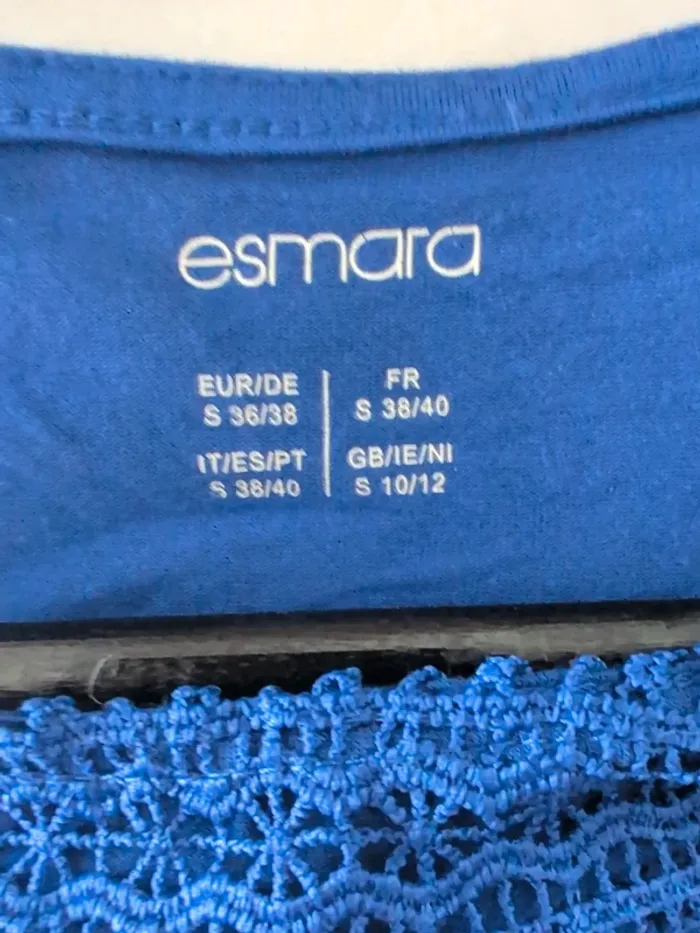 esmara
EUR/DE
S 36/38
FR
S 38/40
IT/ES/PT
S 38/40
GB/IE/NI
S 10/12